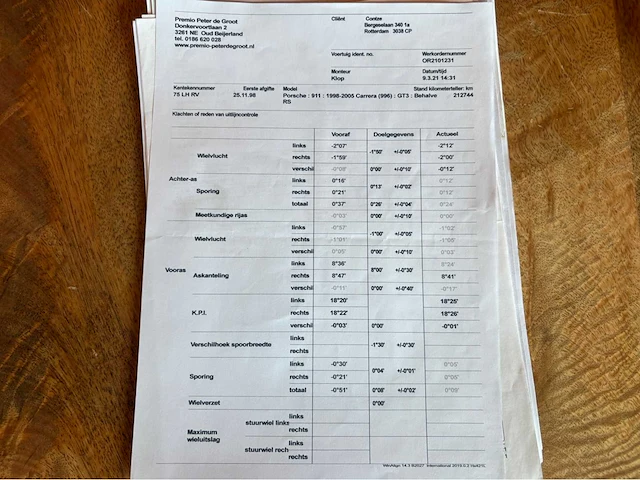 Premio Peter de Groot
Donkervoortlaan 2
3261 NE Oud Beijerland
tel. 0186 620 028
www.premio-peterdegroot.nl
Cliënt Contze
Bergeselaan 340 1a
Rotterdam 3038 CP
Voertuig ident. no. Werkordernummer
OR2101231
Monteur Datum/tijd
Klop 9.3.21 14:31
Kentekennummer Eerste afgifte Model Stand kilometerteller: km
75 LH RV 25.11.98 Porsche : 911 : 1998-2005 Carrera (996) : GT3 : Behalve 212744
RS
Klachten of reden van uitlijncontrole
Vooraf Doelgegevens Actueel
links -2°07' -2°12'
Wielvlucht rechts -1°59' -1°50' +/-0°05' -2°00'
verschil -0°08' 0°00' +/-0°10' -0°12'
Achter-as
links 0°16' 0°12'
Sporing rechts 0°21' 0°13' +/-0°02' 0°12'
totaal 0°37' 0°26' +/-0°04' 0°24'
Meetkundige rijas -0°03' 0°00' +/-0°10' 0°00'
links -0°57' -1°02'
Wielvlucht rechts -1°01' -1°00' +/-0°05' -1°05'
verschil 0°05' 0°00' +/-0°10' 0°03'
Vooras
links 8°36' 8°24'
Askanteling rechts 8°47' 8°00' +/-0°30' 8°41'
verschil -0°11' 0°00' +/-0°40' -0°17'
links 18°20' 18°25'
K.P.I. rechts 18°22' 18°26'
verschil -0°03' 0°00' -0°01'
links
Verschilhoek spoorbreedte -1°30' +/-0°30'
rechts
links -0°30' 0°05'
Sporing rechts -0°21' 0°04' +/-0°01' 0°05'
totaal -0°51' 0°08' +/-0°02' 0°09'
Wielverzet 0°00'
links
stuurwiel links
rechts
Maximum
wieluitslag
links
stuurwiel rech
rechts
WinAlign 14.3 International 2019